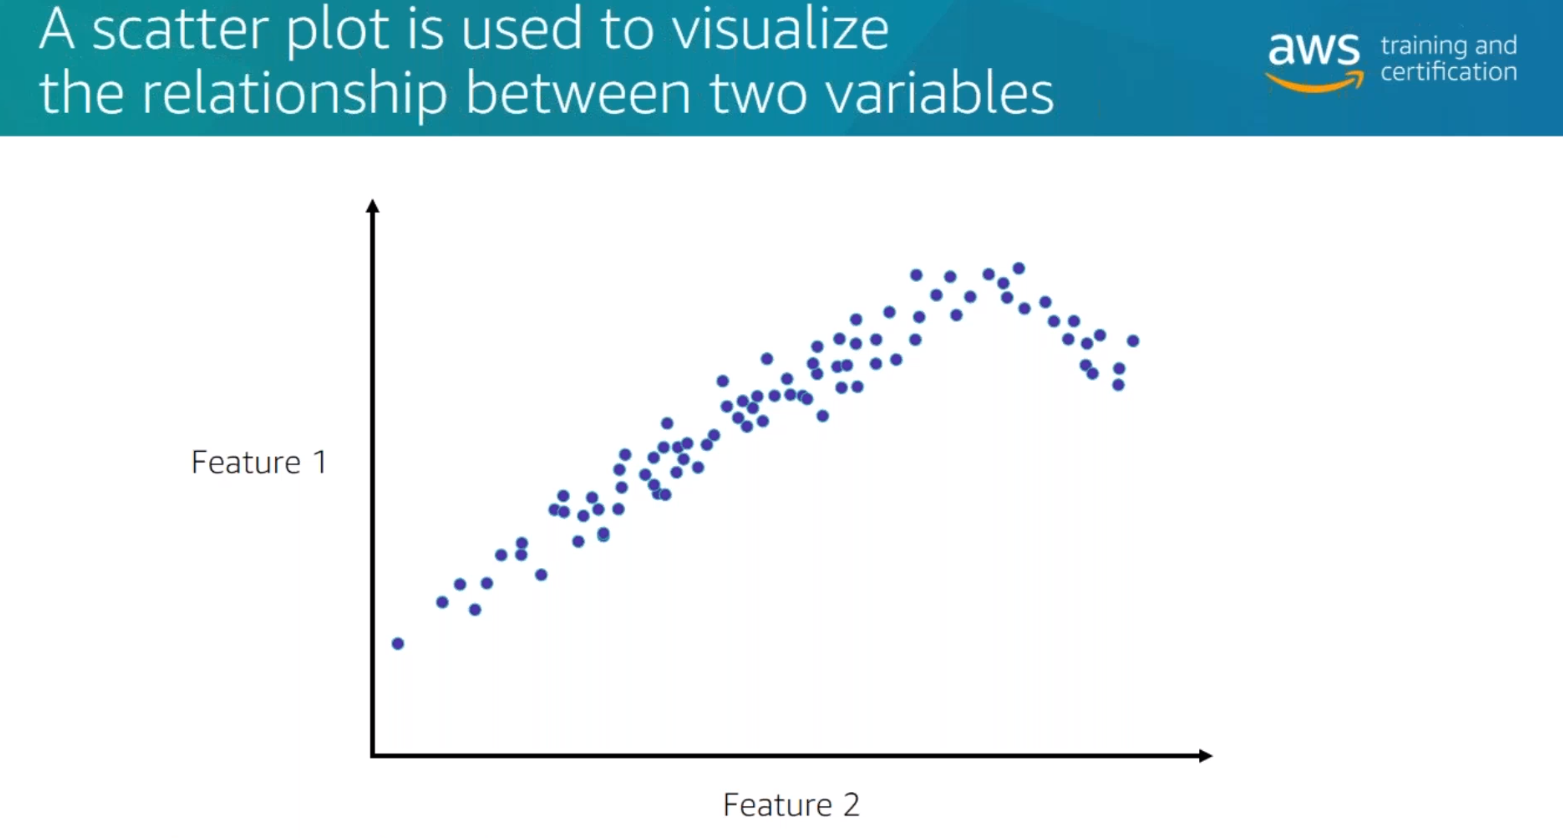 A scatter plot is used to visualize
the relationship between two variables
aws
training and
certification
Feature 1
Feature 2